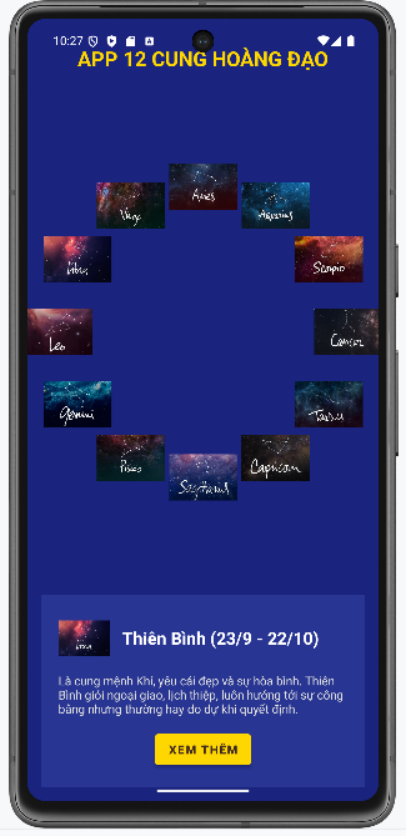 10:27
APP 12 CUNG HOÀNG ĐẠO
Aries
Virgo
Aquarius
Libra
Scorpio
Leo
Cancer
Gemini
Taurus
Pisces
Capricorn
Sagittarius
Thiên Bình (23/9 - 22/10)
Là cung mệnh Khí, yêu cái đẹp và sự hòa bình. Thiên
Bình giỏi ngoại giao, lịch thiệp, luôn hướng tới sự công
bằng nhưng thường hay do dự khi quyết định.
XEM THÊM